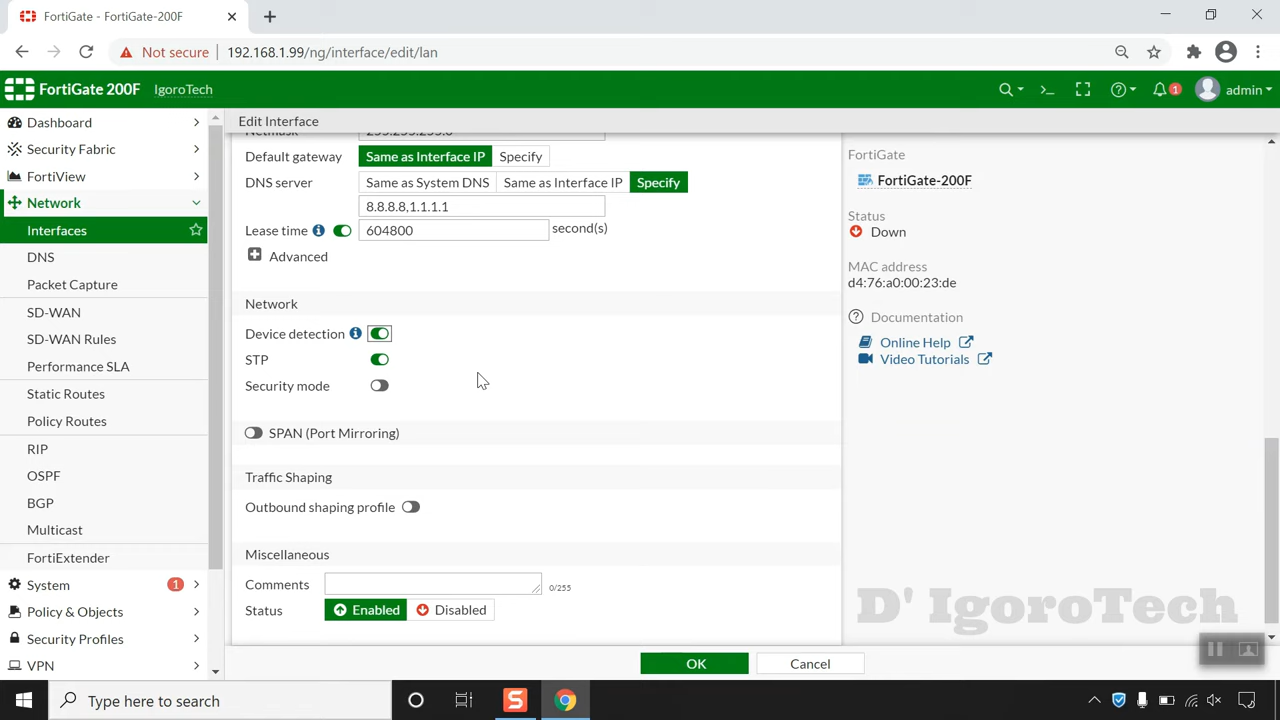 FortiGate - FortiGate-200F
Not secure | 192.168.1.99/ng/interface/edit/lan
FortiGate 200F IgoroTech
1 admin
Dashboard
Security Fabric
FortiView
Network
Interfaces
DNS
Packet Capture
SD-WAN
SD-WAN Rules
Performance SLA
Static Routes
Policy Routes
RIP
OSPF
BGP
Multicast
FortiExtender
System 1
Policy & Objects
Security Profiles
VPN
Edit Interface
Netmask 255.255.255.0
Default gateway Same as Interface IP Specify
DNS server Same as System DNS Same as Interface IP Specify
8.8.8.8,1.1.1.1
Lease time 604800 second(s)
Advanced
Network
Device detection
STP
Security mode
SPAN (Port Mirroring)
Traffic Shaping
Outbound shaping profile
Miscellaneous
Comments 0/255
Status Enabled Disabled
OK Cancel
FortiGate
FortiGate-200F
Status
Down
MAC address
d4:76:a0:00:23:de
Documentation
Online Help
Video Tutorials
D' IgoroTech
Type here to search